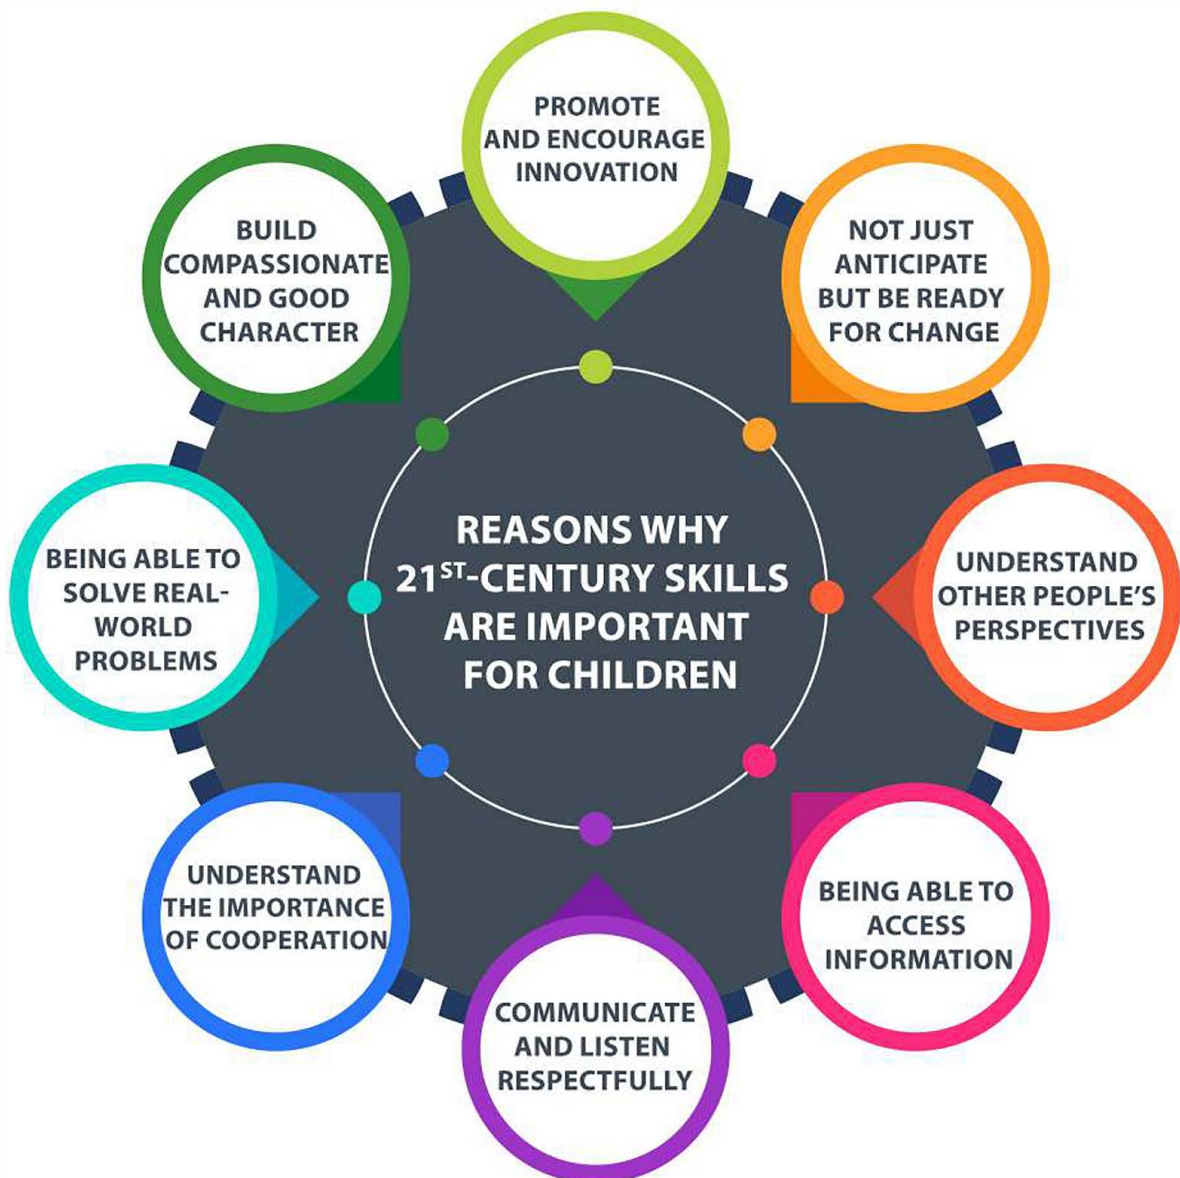 PROMOTE
AND ENCOURAGE
INNOVATION
NOT JUST
ANTICIPATE
BUT BE READY
FOR CHANGE
UNDERSTAND
OTHER PEOPLE'S
PERSPECTIVES
BEING ABLE TO
ACCESS
INFORMATION
COMMUNICATE
AND LISTEN
RESPECTFULLY
UNDERSTAND
THE IMPORTANCE
OF COOPERATION
BEING ABLE TO
SOLVE REAL-
WORLD
PROBLEMS
BUILD
COMPASSIONATE
AND GOOD
CHARACTER
REASONS WHY
21ST-CENTURY SKILLS
ARE IMPORTANT
FOR CHILDREN